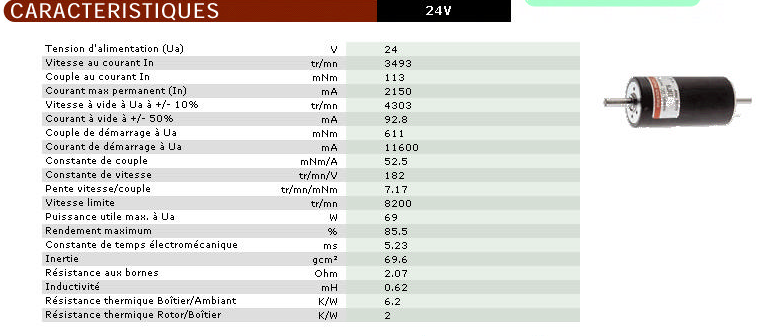 CARACTERISTIQUES 24V
Tension d'alimentation (Ua) V 24
Vitesse au courant In tr/mn 3493
Couple au courant In mNm 113
Courant max permanent (In) mA 2150
Vitesse à vide à Ua à +/- 10% tr/mn 4303
Courant à vide à +/- 50% mA 92.8
Couple de démarrage à Ua mNm 611
Courant de démarrage à Ua mA 11600
Constante de couple mNm/A 52.5
Constante de vitesse tr/mn/V 182
Pente vitesse/couple tr/mn/mNm 7.17
Vitesse limite tr/mn 8200
Puissance utile max. à Ua W 69
Rendement maximum % 85.5
Constante de temps électromécanique ms 5.23
Inertie gcm² 69.6
Résistance aux bornes Ohm 2.07
Inductivité mH 0.62
Résistance thermique Boîtier/Ambiant K/W 6.2
Résistance thermique Rotor/Boîtier K/W 2